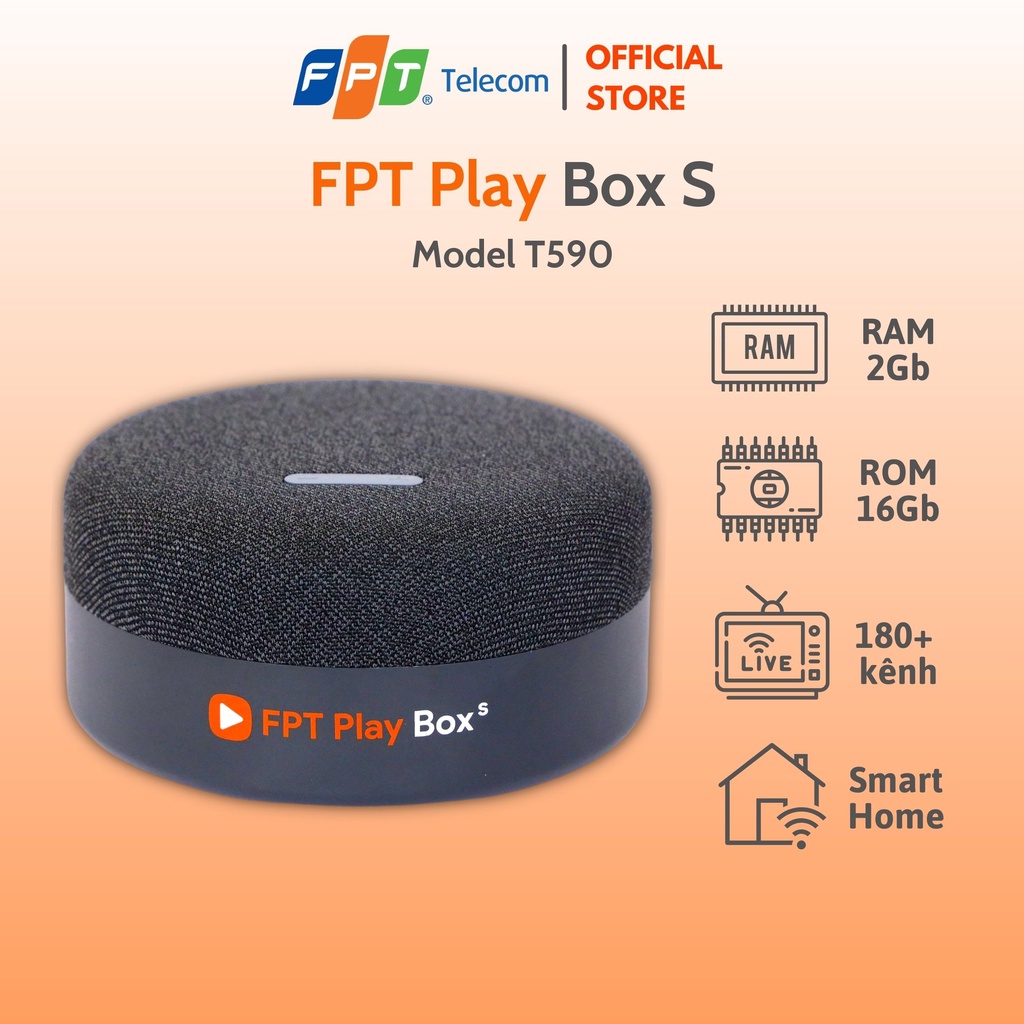 FPT® Telecom
OFFICIAL
STORE
FPT Play Box S
Model T590
RAM
RAM
2Gb
ROM
16Gb
LIVE
180+
kênh
Smart
Home
FPT Play Box S